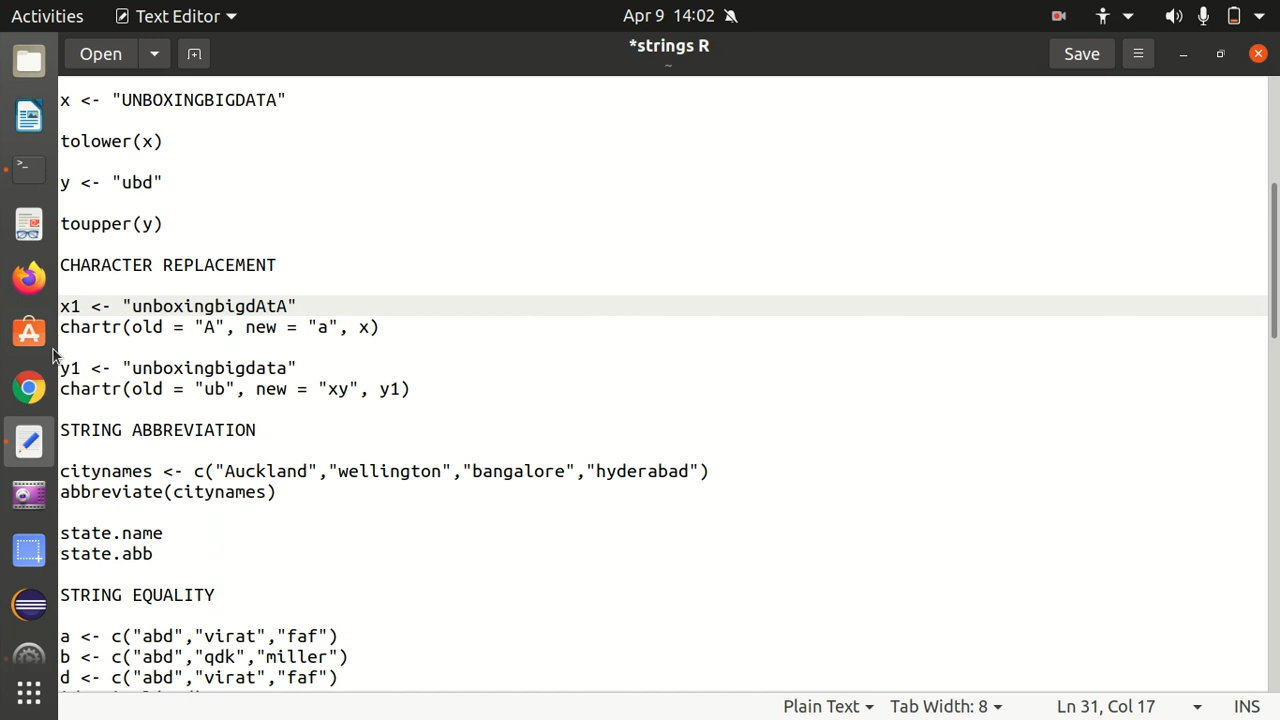 Activities Text Editor Apr 9 14:02
Open *strings R Save
~
x <- "UNBOXINGBIGDATA"
tolower(x)
y <- "ubd"
toupper(y)
CHARACTER REPLACEMENT
x1 <- "unboxingbigdAtA"
chartr(old = "A", new = "a", x)
y1 <- "unboxingbigdata"
chartr(old = "ub", new = "xy", y1)
STRING ABBREVIATION
citynames <- c("Auckland","wellington","bangalore","hyderabad")
abbreviate(citynames)
state.name
state.abb
STRING EQUALITY
a <- c("abd","virat","faf")
b <- c("abd","qdk","miller")
d <- c("abd","virat","faf")
Plain Text Tab Width: 8 Ln 31, Col 17 INS